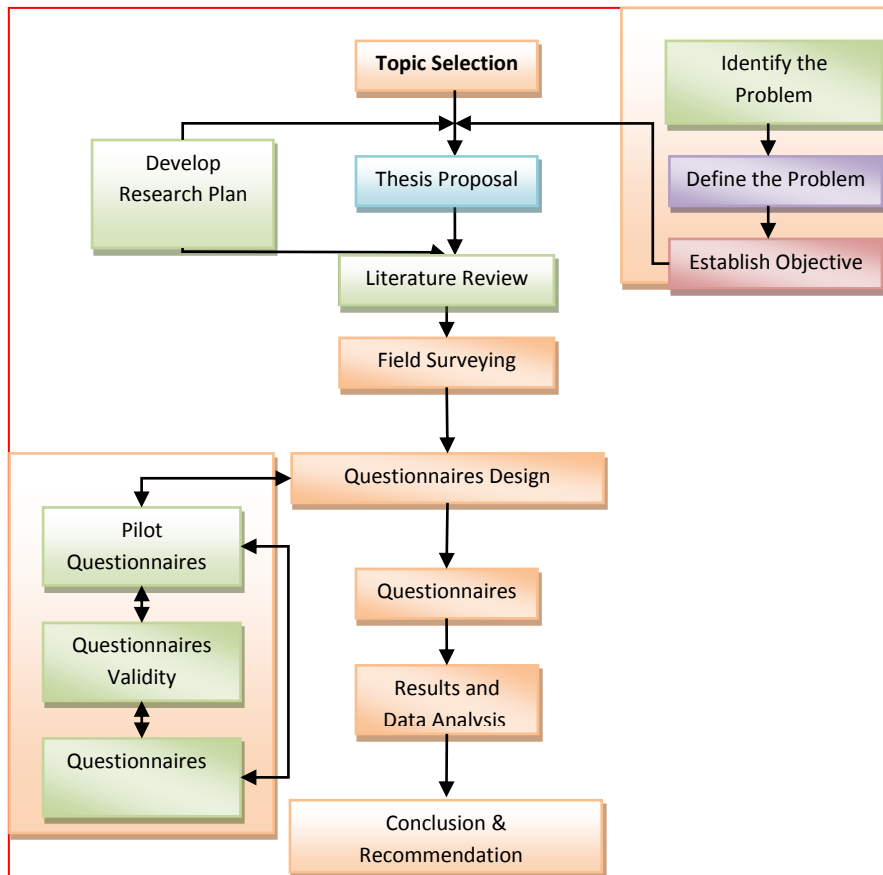 Topic Selection
Identify the
Problem
Develop
Research Plan
Thesis Proposal
Define the Problem
Establish Objective
Literature Review
Field Surveying
Questionnaires Design
Pilot
Questionnaires
Questionnaires
Validity
Questionnaires
Questionnaires
Results and
Data Analysis
Conclusion &
Recommendation